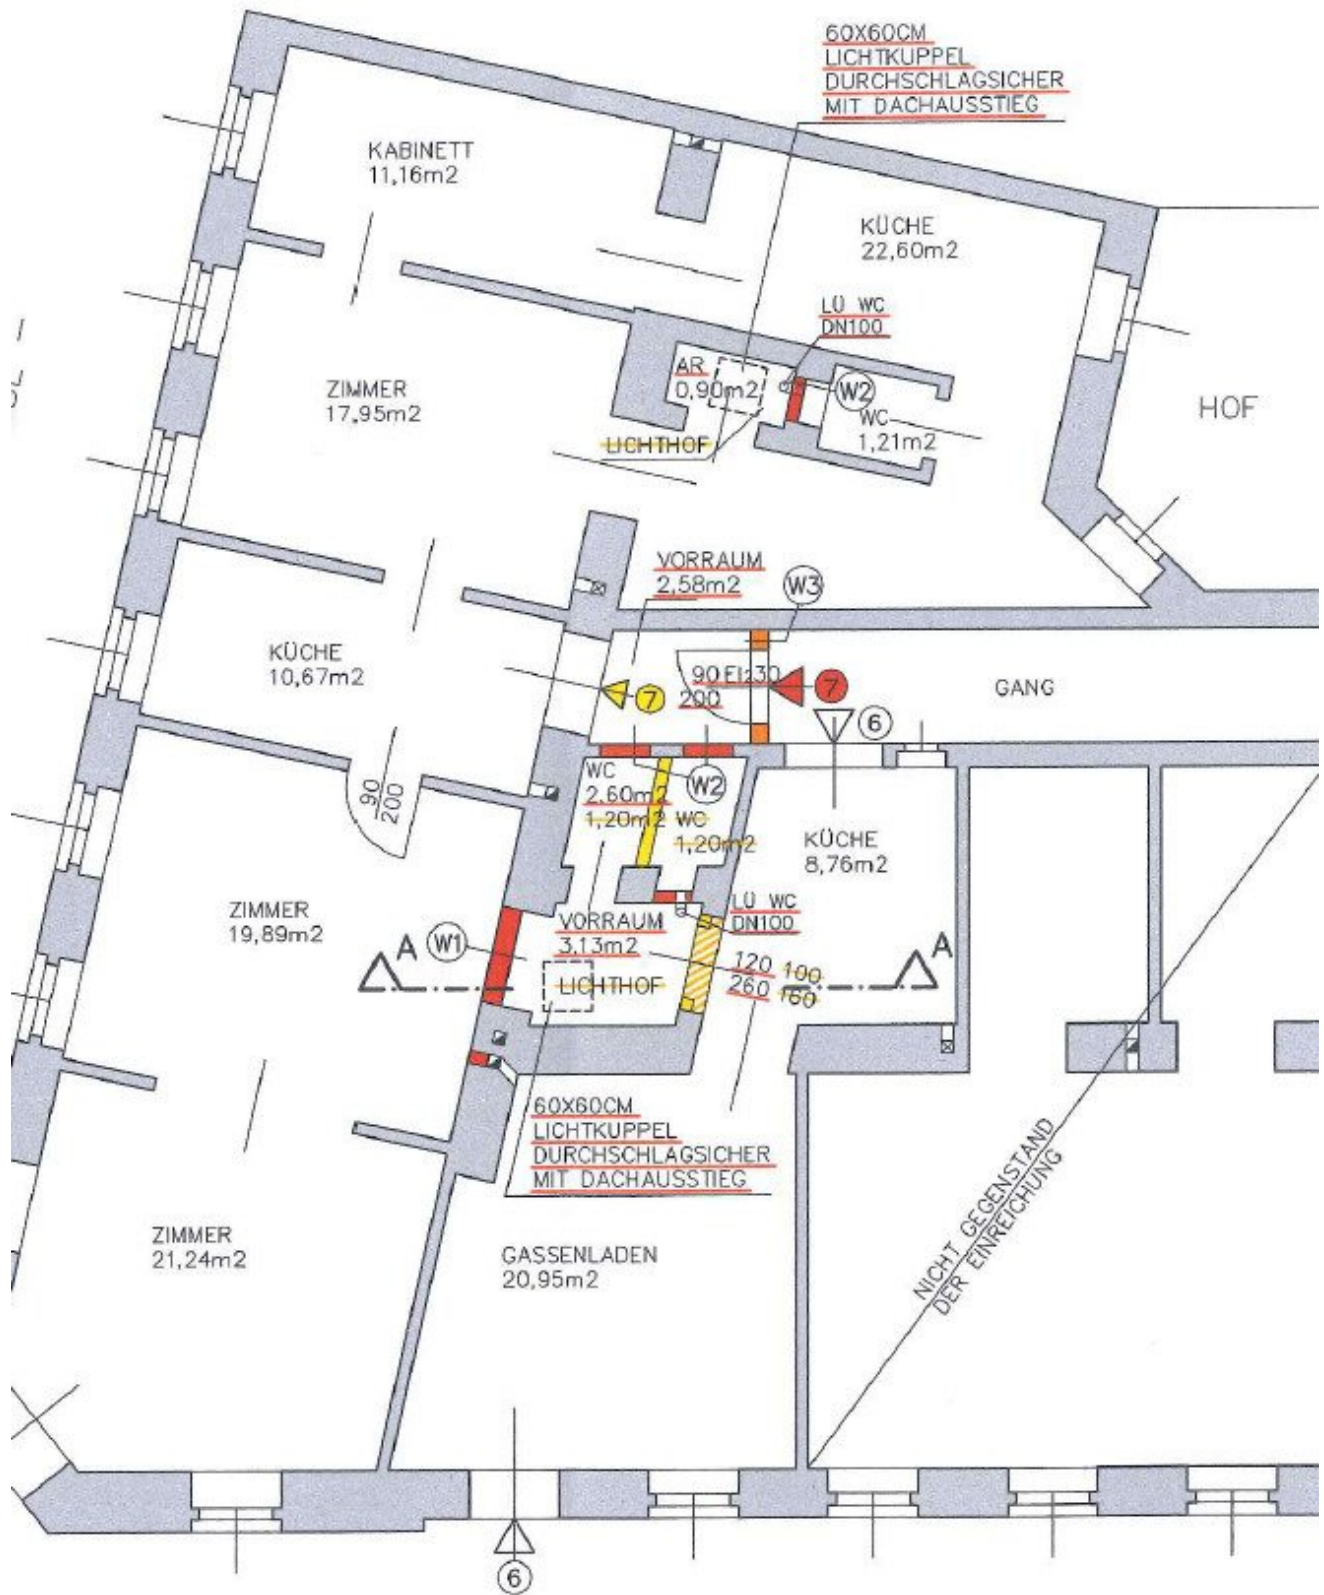 60X60CM
LICHTKUPPEL
DURCHSCHLAGSICHER
MIT DACHAUSSTIEG
KABINETT
11,16m2
KÜCHE
22,60m2
LÜ WC
DN100
AR
0,90m2
W2
WC
1,21m2
HOF
ZIMMER
17,95m2
LICHTHOF
VORRAUM
2,58m2
W3
KÜCHE
10,67m2
90 EI₂30
200
7
7
6
GANG
WC
2,60m2
1,20m2
W2
WC
1,20m2
90
200
KÜCHE
8,76m2
ZIMMER
19,89m2
A
W1
VORRAUM
3,13m2
LÜ WC
DN100
LICHTHOF
120 100
260 160
A
60X60CM
LICHTKUPPEL
DURCHSCHLAGSICHER
MIT DACHAUSSTIEG
NICHT GEGENSTAND
DER EINREICHUNG
ZIMMER
21,24m2
GASSENLADEN
20,95m2
6